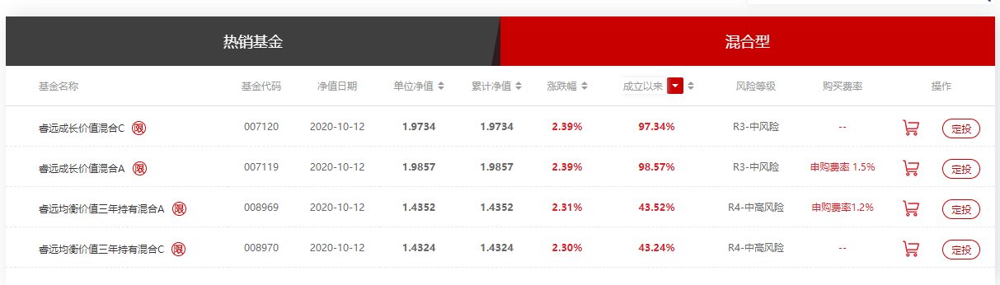 热销基金 混合型
基金名称 基金代码 净值日期 单位净值 累计净值 涨跌幅 成立以来 风险等级 购买费率 操作
睿远成长价值混合C 限 007120 2020-10-12 1.9734 1.9734 2.39% 97.34% R3-中风险 -- 定投
睿远成长价值混合A 限 007119 2020-10-12 1.9857 1.9857 2.39% 98.57% R3-中风险 申购费率 1.5% 定投
睿远均衡价值三年持有混合A 限 008969 2020-10-12 1.4352 1.4352 2.31% 43.52% R4-中高风险 申购费率1.2% 定投
睿远均衡价值三年持有混合C 限 008970 2020-10-12 1.4324 1.4324 2.30% 43.24% R4-中高风险 -- 定投